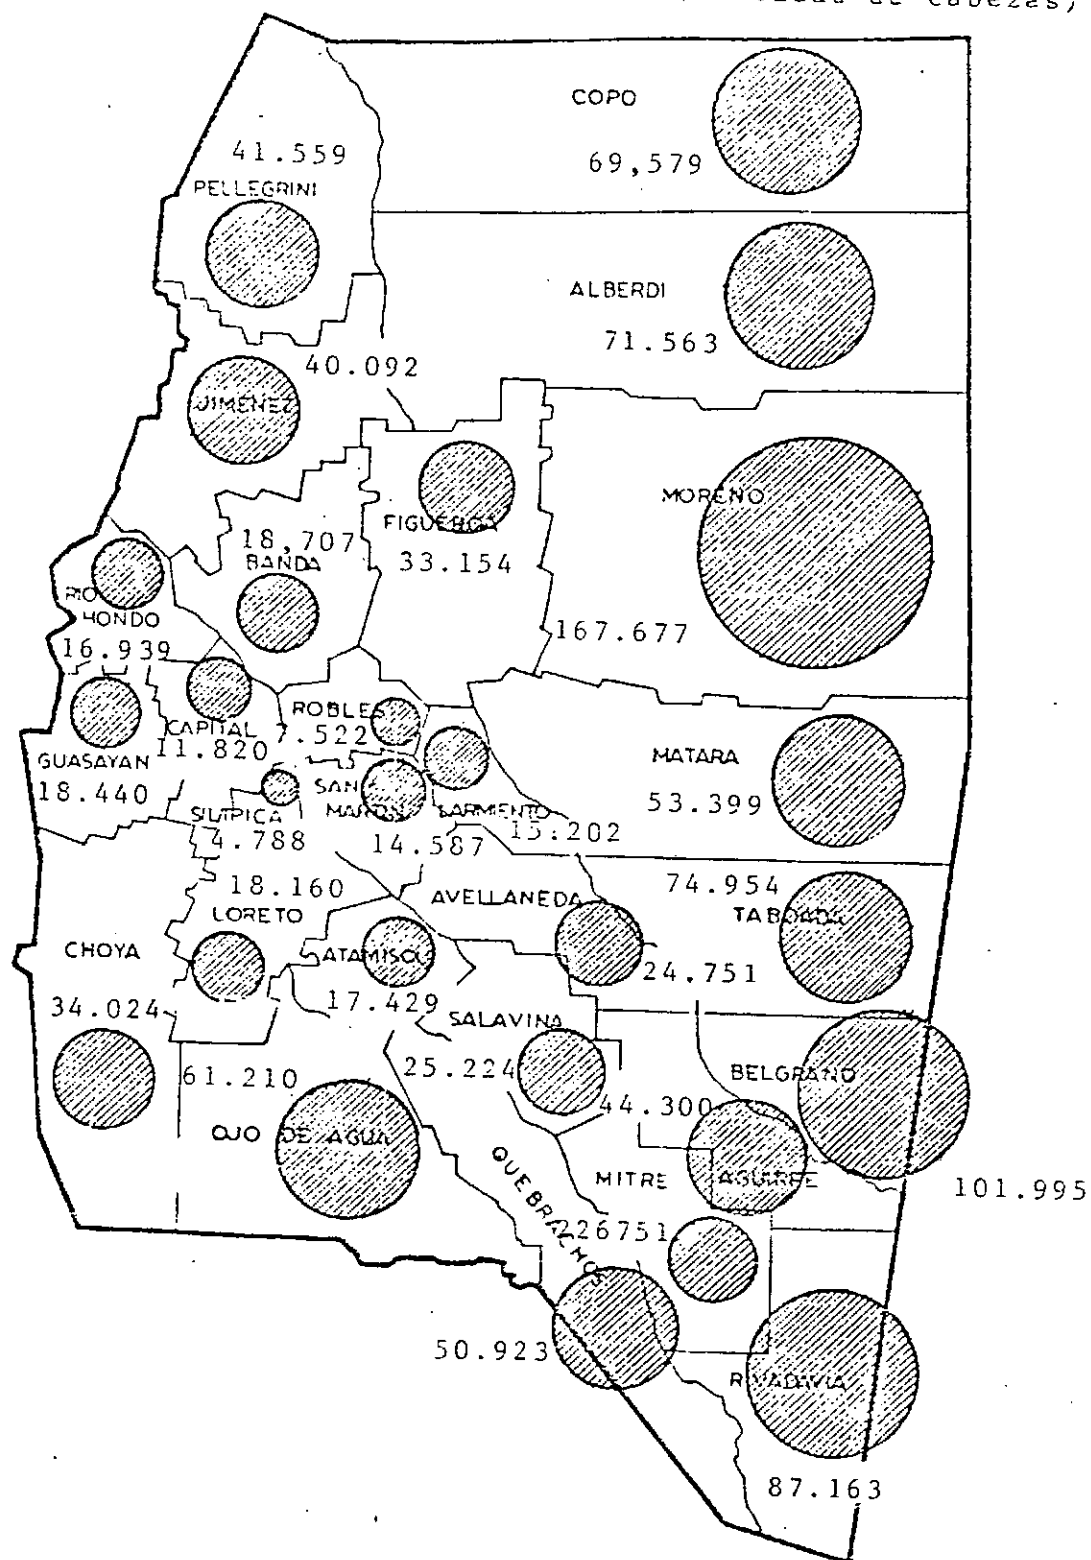 de Cabezas)
COPO
69,579
41.559
PELLEGRINI
ALBERDI
71.563
40.092
JIMENEZ
MORENO
167.677
FIGUEROA
33.154
18,707
BANDA
RIO
HONDO
16.939
ROBLES
7.522
CAPITAL
11.820
GUASAYAN
18.440
MATARA
53.399
SAN
MARTIN
14.587
SARMIENTO
15.202
SILIPICA
4.788
18.160
LORETO
AVELLANEDA
24.751
74.954
TABOADA
CHOYA
34.024
ATAMISQUI
17.429
SALAVINA
25.224
BELGRANO
101.995
44.300
61.210
OJO DE AGUA
QUEBRACHOS
50.923
MITRE
AGUIRRE
226751
RIVADAVIA
87.163